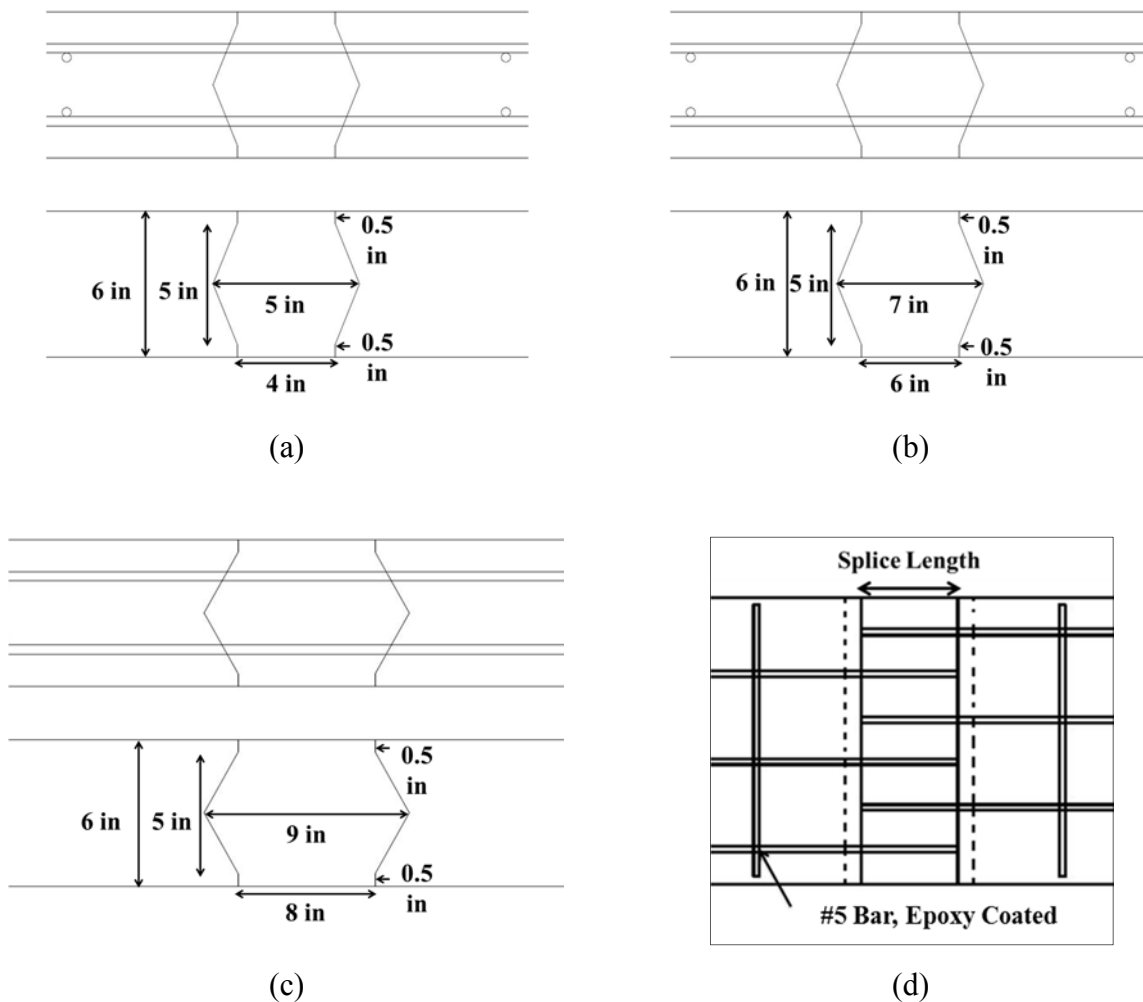 0.5
in
6 in
5 in
5 in
0.5
in
4 in
(a)
0.5
in
6 in
5 in
7 in
0.5
in
6 in
(b)
0.5
in
6 in
5 in
9 in
0.5
in
8 in
(c)
Splice Length
#5 Bar, Epoxy Coated
(d)